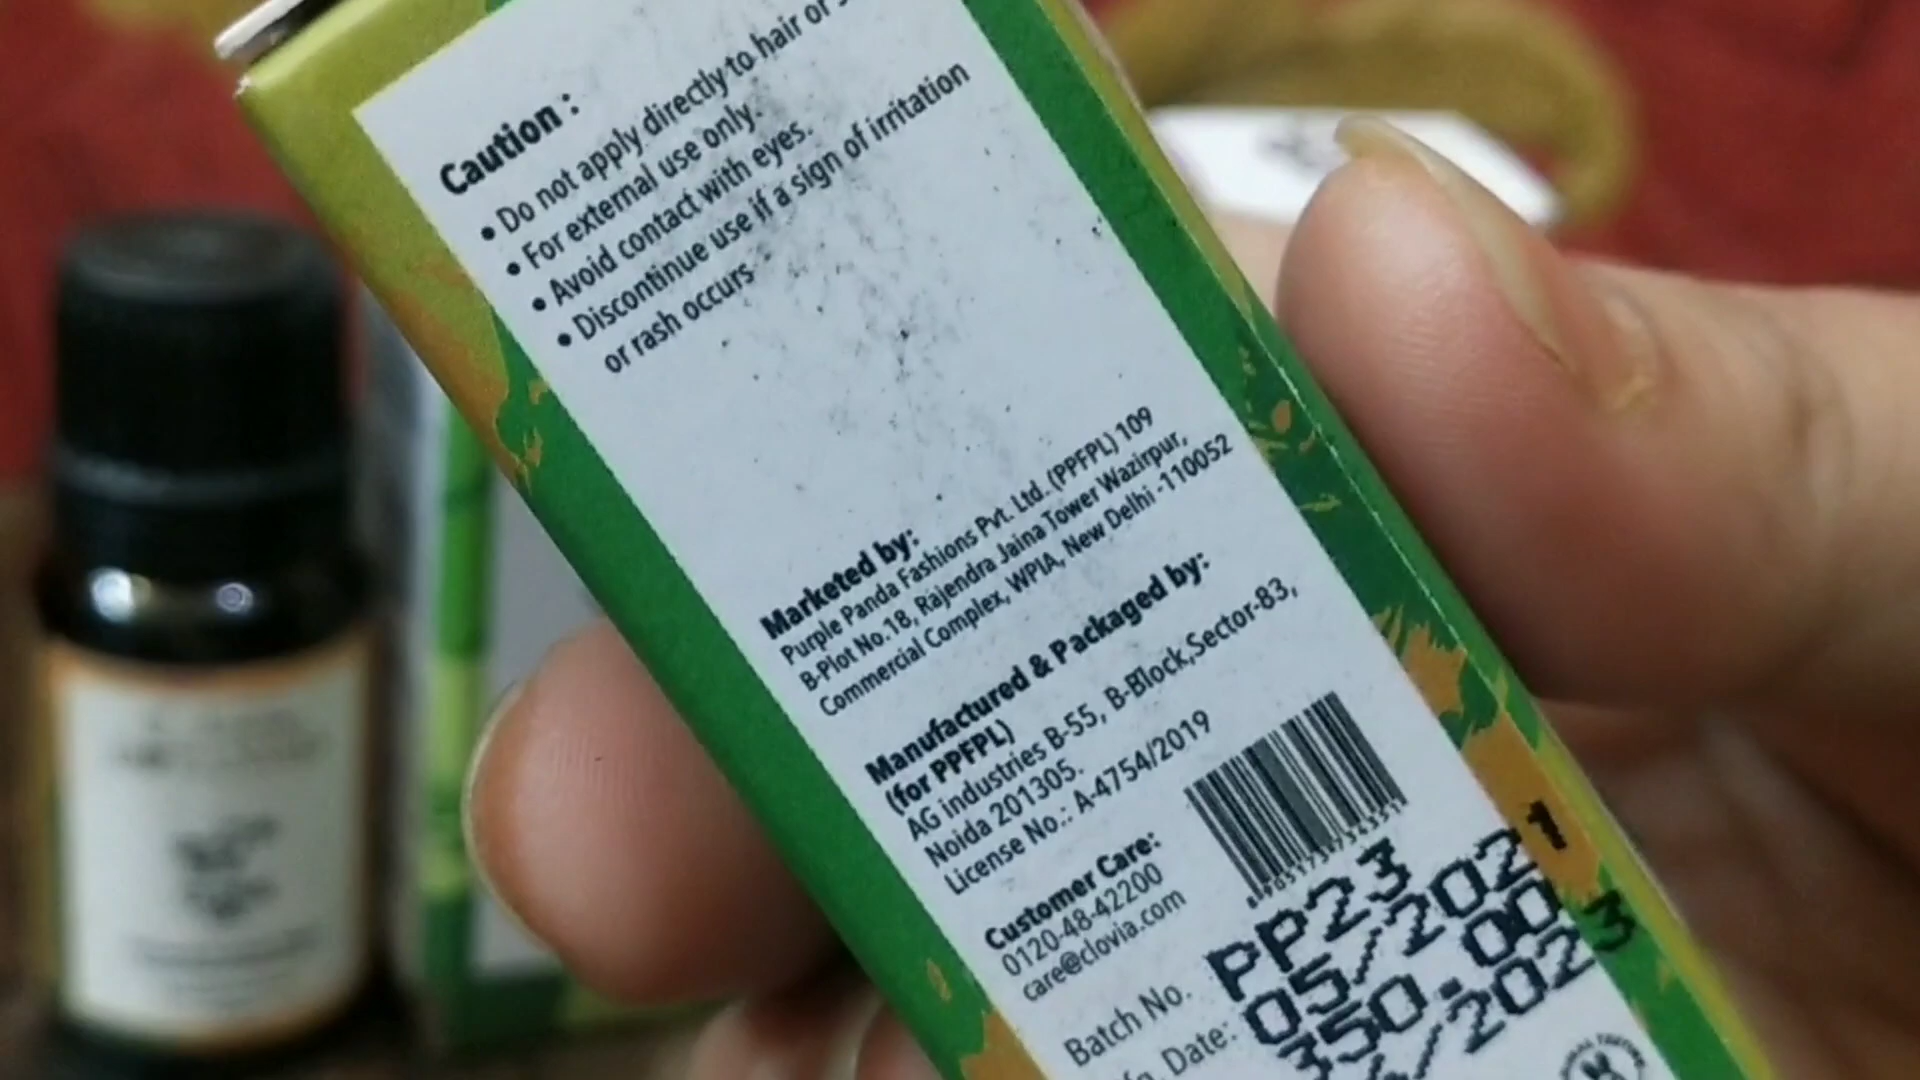 Caution :
• Do not apply directly to hair or
• For external use only.
• Avoid contact with eyes.
• Discontinue use if a sign of irritation
or rash occurs
Marketed by:
Purple Panda Fashions Pvt. Ltd. (PPFPL) 109
B-Plot No.18, Rajendra Jaina Tower Wazirpur,
Commercial Complex, WPIA, New Delhi -110052
Manufactured & Packaged by:
(for PPFPL)
AG industries B-55, B-Block,Sector-83,
Noida 201305.
License No.: A-4754/2019
Customer Care:
0120-48-42200
care@clovia.com
Batch No. PP23
Date: 05/2021
350.00
/2023